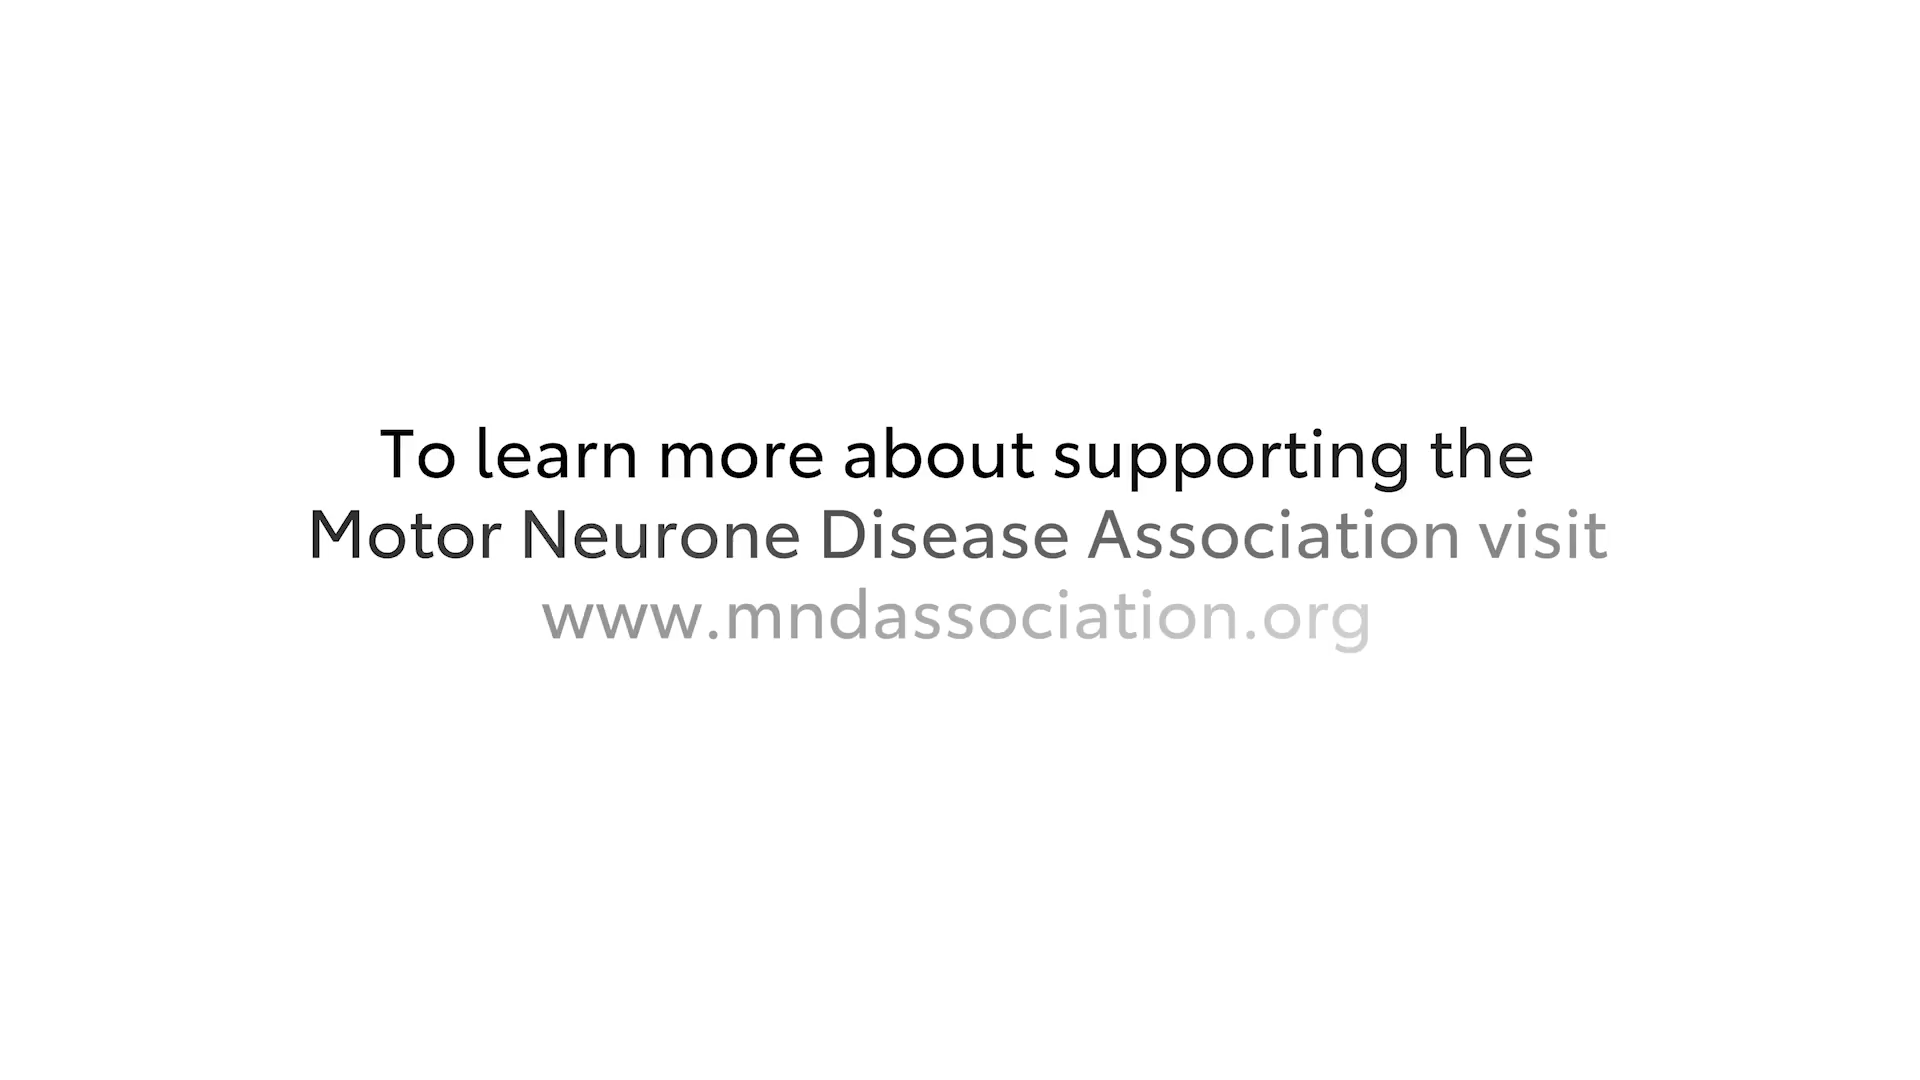 To learn more about supporting the
Motor Neurone Disease Association visit
www.mndassociation.org